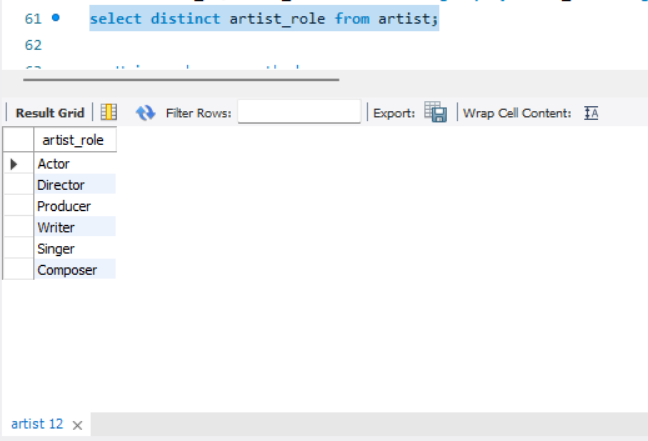 61 select distinct artist_role from artist;
62
Result Grid Filter Rows: Export: Wrap Cell Content:
artist_role
Actor
Director
Producer
Writer
Singer
Composer
artist 12